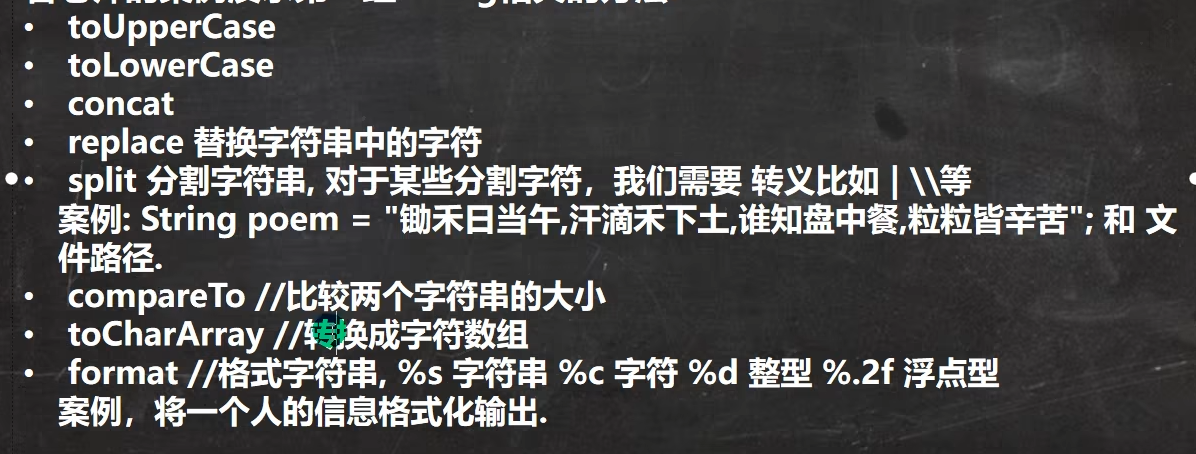 • toUpperCase
• toLowerCase
• concat
• replace 替换字符串中的字符
• split 分割字符串, 对于某些分割字符，我们需要 转义比如 | \\等
案例: String poem = "锄禾日当午,汗滴禾下土,谁知盘中餐,粒粒皆辛苦"; 和 文
件路径.
• compareTo //比较两个字符串的大小
• toCharArray //转换成字符数组
• format //格式字符串, %s 字符串 %c 字符 %d 整型 %.2f 浮点型
案例，将一个人的信息格式化输出.